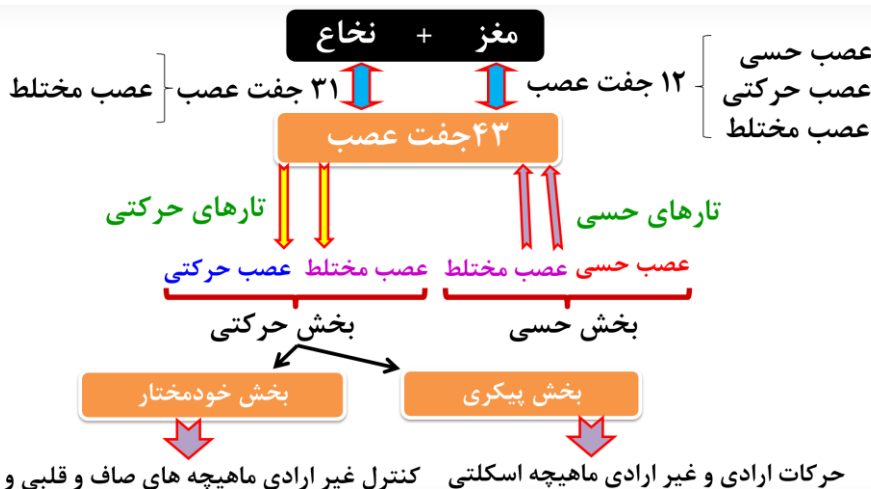 مغز + نخاع
عصب حسی
عصب حرکتی
عصب مختلط
۱۲ جفت عصب
۳۱ جفت عصب
عصب مختلط
۴۳جفت عصب
تارهای حسی
تارهای حرکتی
عصب حسی
عصب مختلط
عصب مختلط
عصب حرکتی
بخش حسی
بخش حرکتی
بخش پیکری
بخش خودمختار
حرکات ارادی و غیر ارادی ماهیچه اسکلتی
کنترل غیر ارادی ماهیچه های صاف و قلبی و